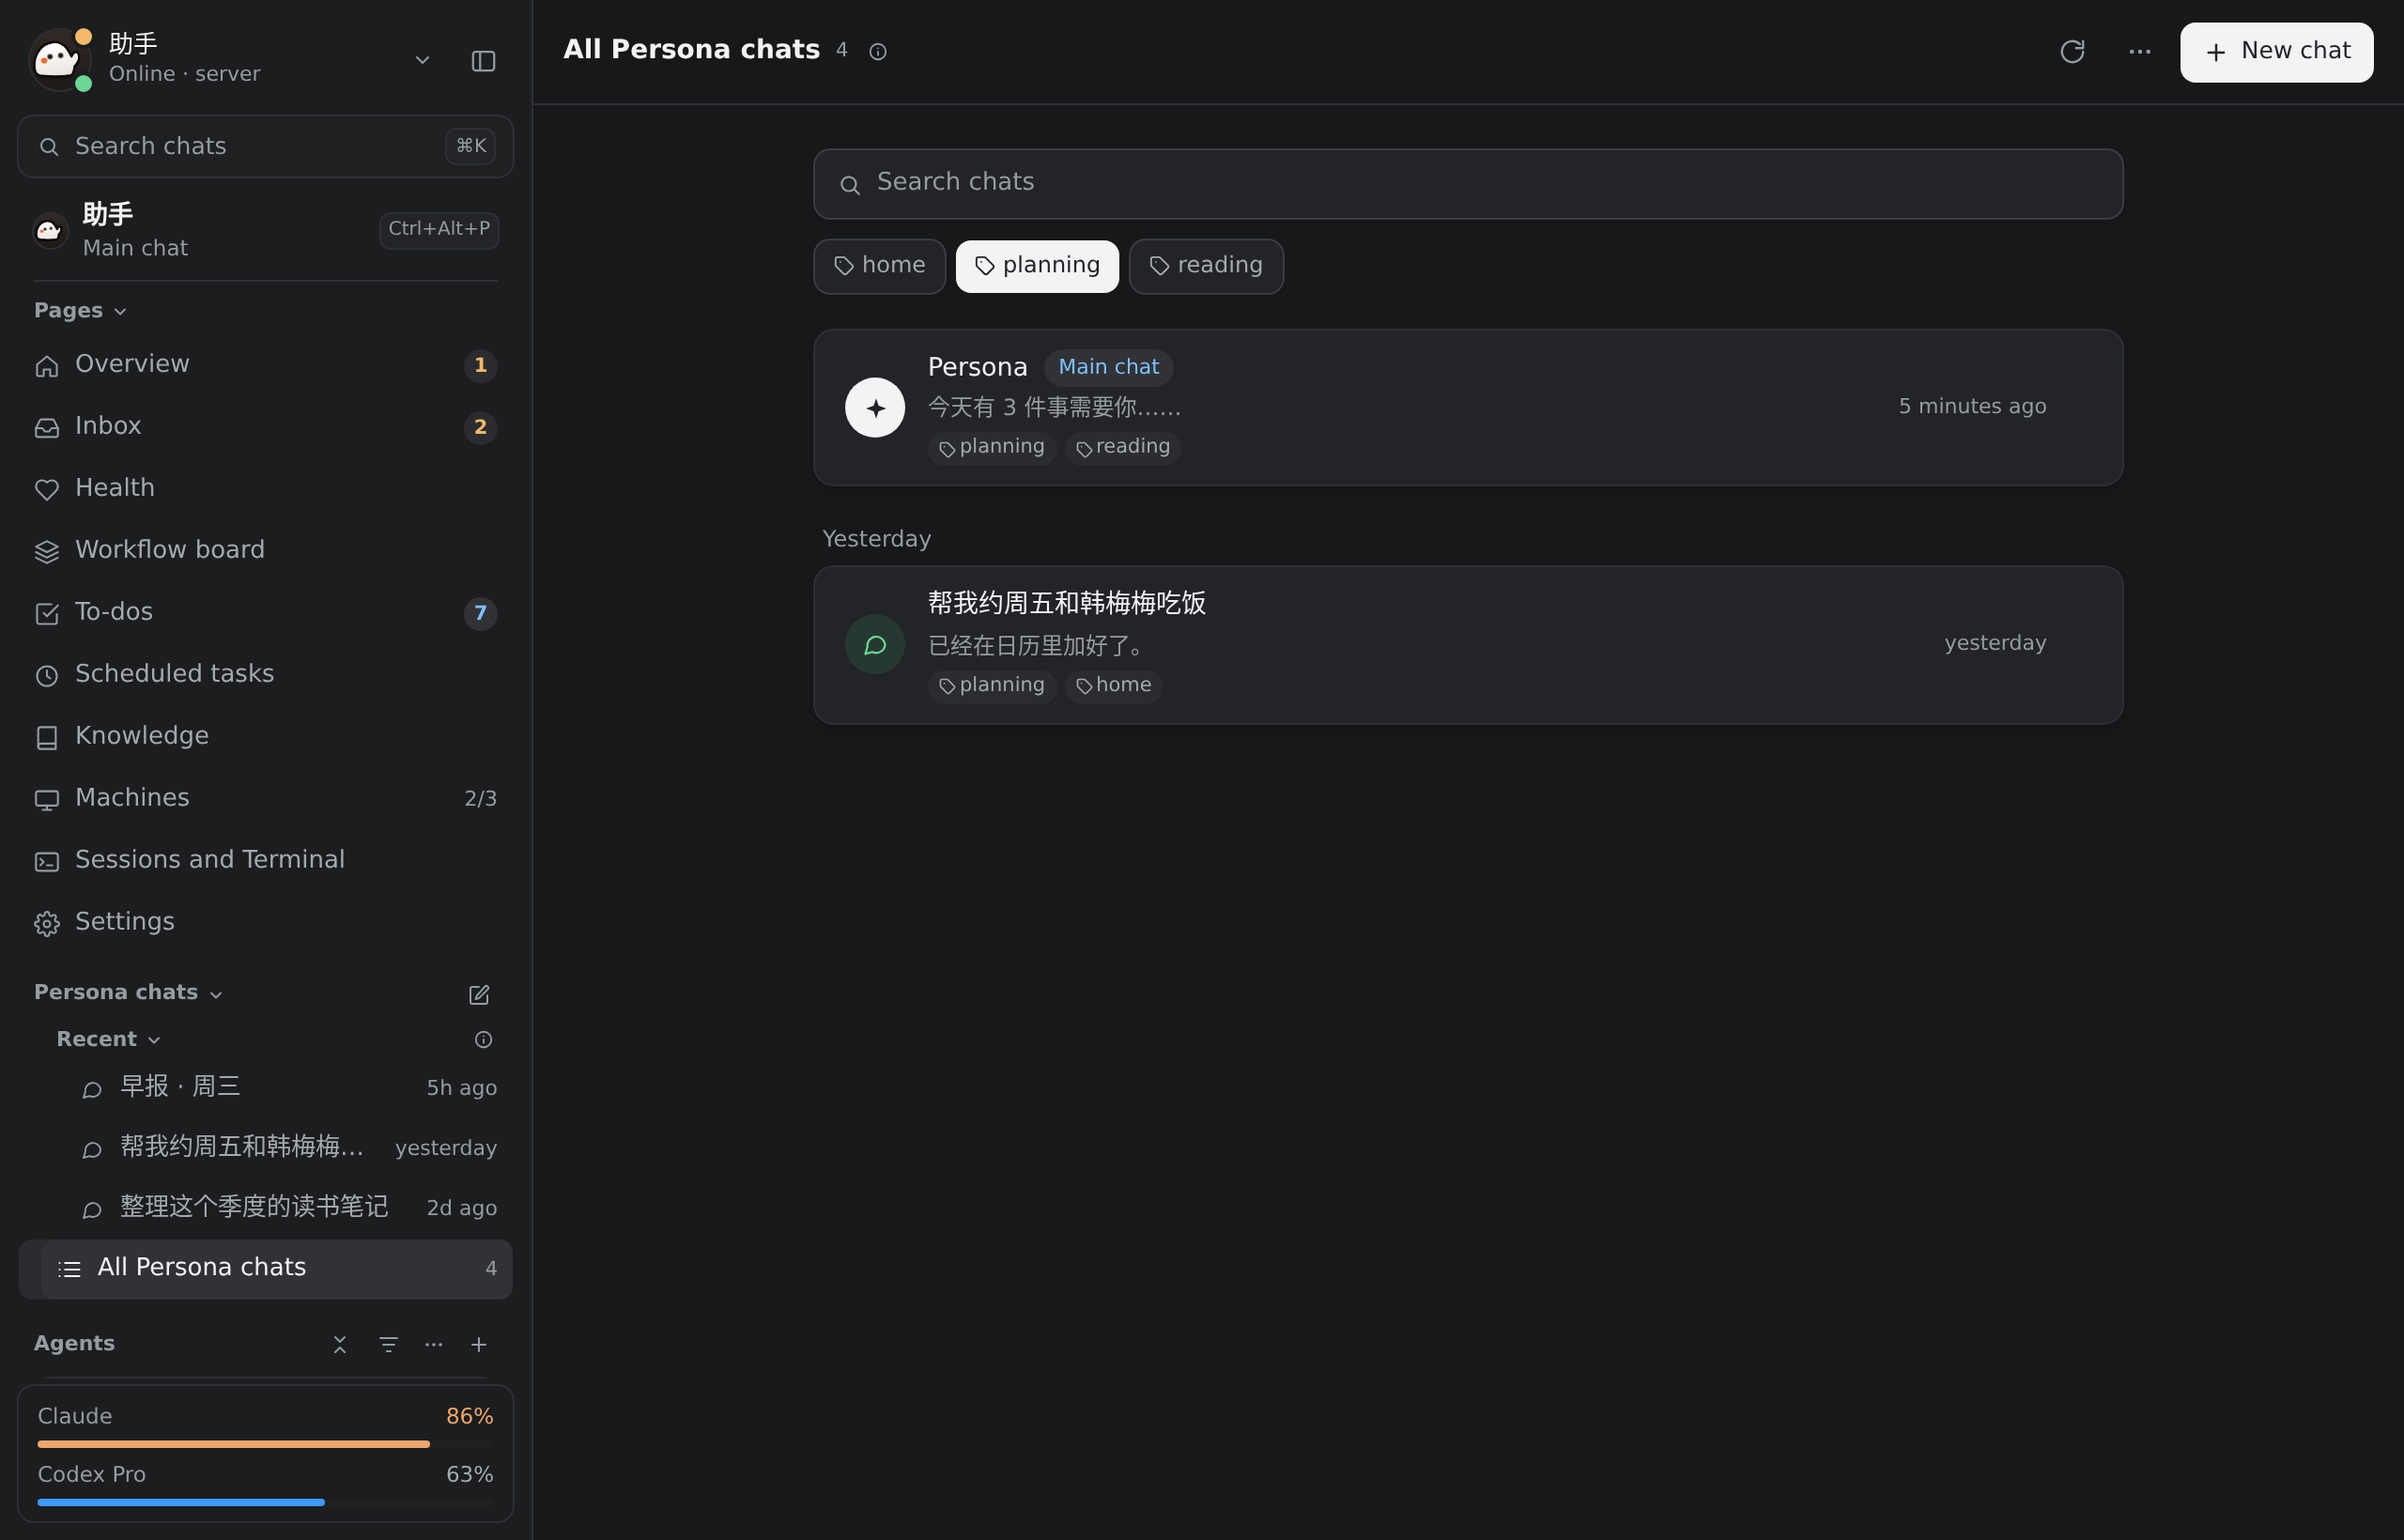 助手
Online · server
Search chats ⌘K
助手
Main chat
Ctrl+Alt+P
Pages
Overview 1
Inbox 2
Health
Workflow board
To-dos 7
Scheduled tasks
Knowledge
Machines 2/3
Sessions and Terminal
Settings
Persona chats
Recent
早报 · 周三 5h ago
帮我约周五和韩梅梅… yesterday
整理这个季度的读书笔记 2d ago
All Persona chats 4
Agents
Claude 86%
Codex Pro 63%
All Persona chats 4
New chat
Search chats
home planning reading
Persona Main chat
今天有 3 件事需要你……
5 minutes ago
planning reading
Yesterday
帮我约周五和韩梅梅吃饭
已经在日历里加好了。
yesterday
planning home